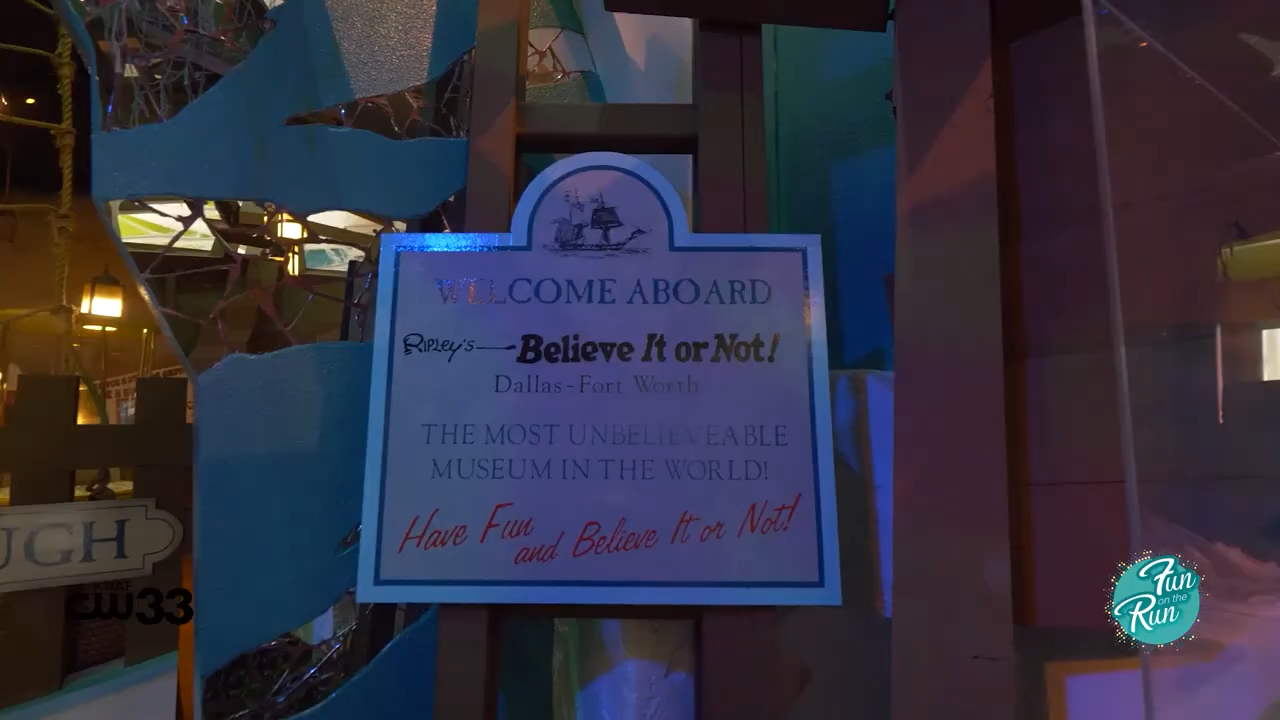 WELCOME ABOARD
RIPLEY'S Believe It or Not!
Dallas-Fort Worth
THE MOST UNBELIEVEABLE
MUSEUM IN THE WORLD!
Have Fun
and Believe It or Not!
UGH
CW33
Fun
on the
Run